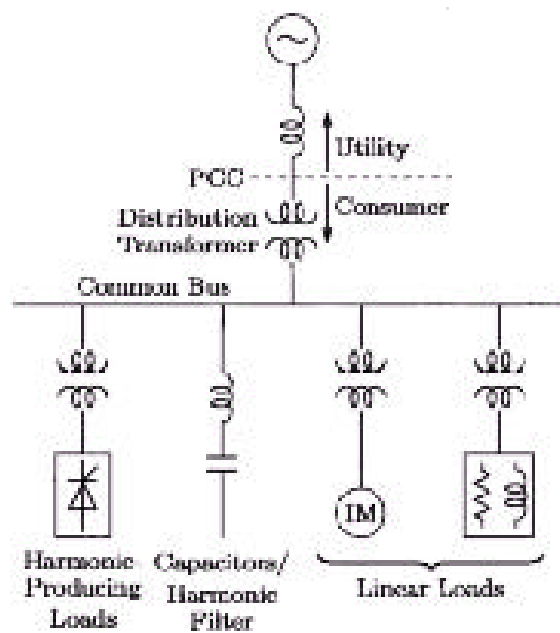 Utility
PCC
Consumer
Distribution
Transformer
Common Bus
IM
Harmonic
Producing
Loads
Capacitors/
Harmonic
Filter
Linear Loads